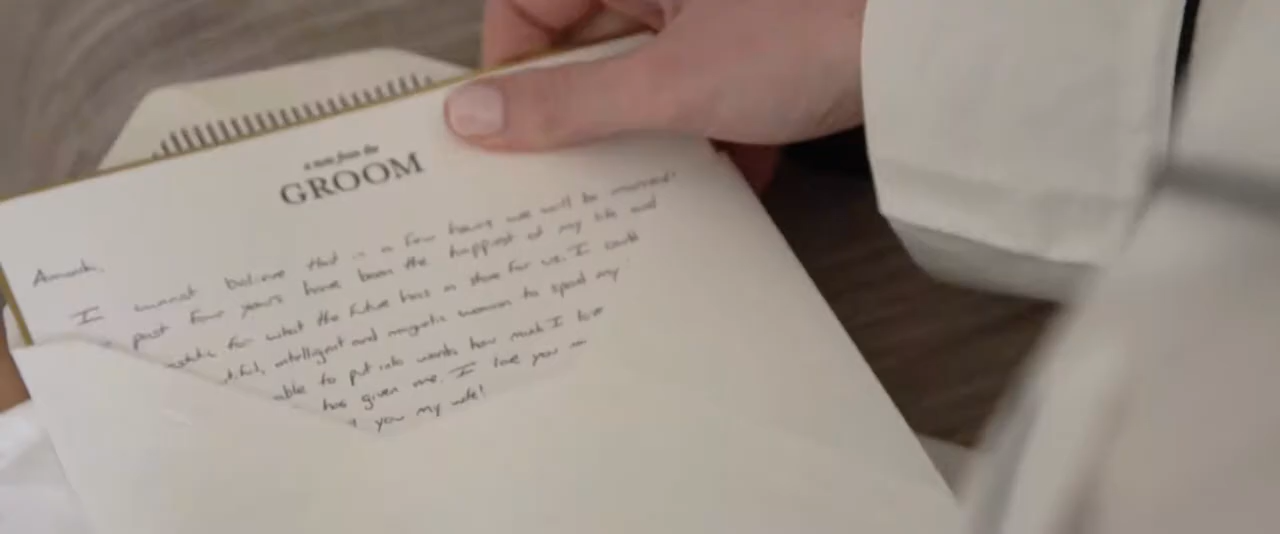 a note from the
GROOM
I cannot believe that in a few hours we will be married!
past four years have been the happiest of my life and
for what the future has in store for us. I
intelligent and magnetic woman to spend my
able to put into words how much I love
has given me. I love you
you my wife!